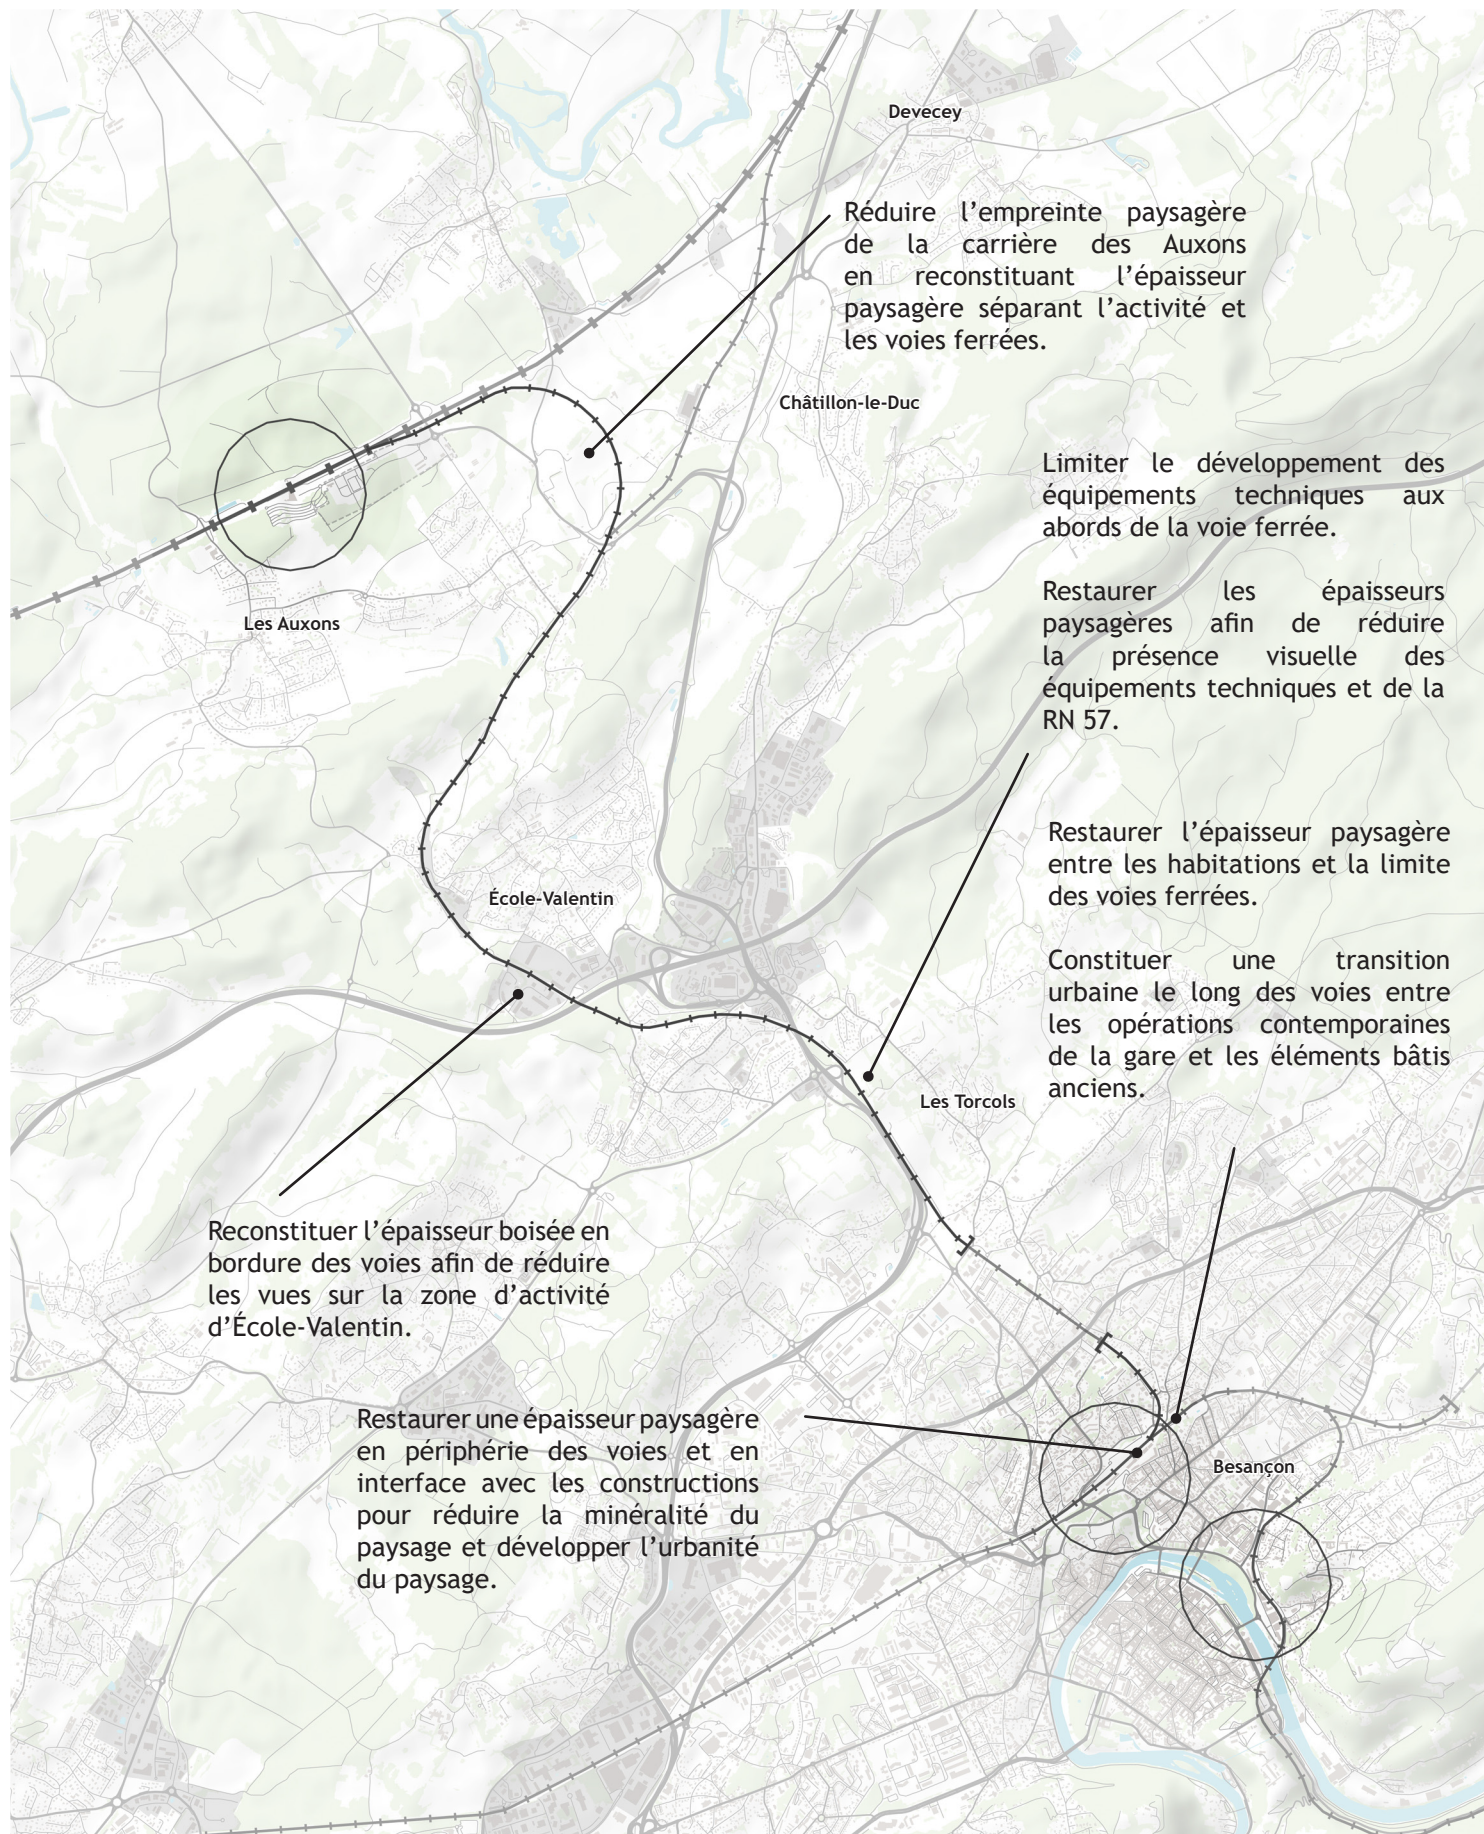 Devecey
Réduire l'empreinte paysagère
de la carrière des Auxons
en reconstituant l'épaisseur
paysagère séparant l'activité et
les voies ferrées.
Châtillon-le-Duc
Limiter le développement des
équipements techniques aux
abords de la voie ferrée.
Restaurer les épaisseurs
paysagères afin de réduire
la présence visuelle des
équipements techniques et de la
RN 57.
Les Auxons
Restaurer l'épaisseur paysagère
entre les habitations et la limite
des voies ferrées.
École-Valentin
Constituer une transition
urbaine le long des voies entre
les opérations contemporaines
de la gare et les éléments bâtis
anciens.
Les Torcols
Reconstituer l'épaisseur boisée en
bordure des voies afin de réduire
les vues sur la zone d'activité
d'École-Valentin.
Restaurer une épaisseur paysagère
en périphérie des voies et en
interface avec les constructions
pour réduire la minéralité du
paysage et développer l'urbanité
du paysage.
Besançon